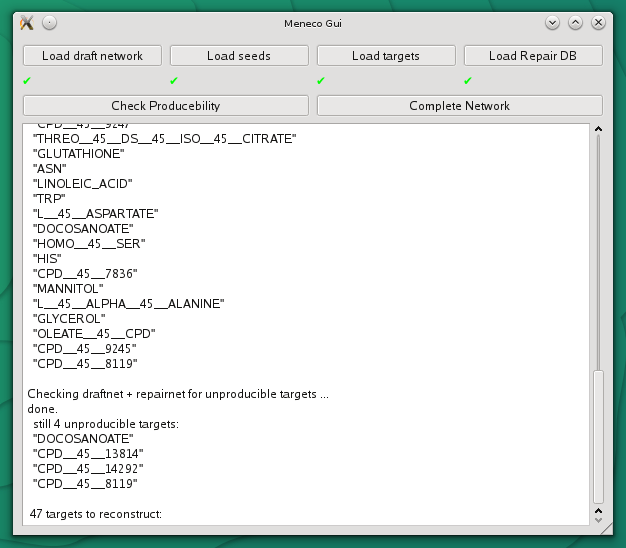 Meneco Gui
Load draft network
Load seeds
Load targets
Load Repair DB
Check Producebility
Complete Network
"CPD__45__9247"
"THREO__45__DS__45__ISO__45__CITRATE"
"GLUTATHIONE"
"ASN"
"LINOLEIC_ACID"
"TRP"
"L__45__ASPARTATE"
"DOCOSANOATE"
"HOMO__45__SER"
"HIS"
"CPD__45__7836"
"MANNITOL"
"L__45__ALPHA__45__ALANINE"
"GLYCEROL"
"OLEATE__45__CPD"
"CPD__45__9245"
"CPD__45__8119"
Checking draftnet + repairnet for unproducible targets ...
done.
still 4 unproducible targets:
"DOCOSANOATE"
"CPD__45__13814"
"CPD__45__14292"
"CPD__45__8119"
47 targets to reconstruct: